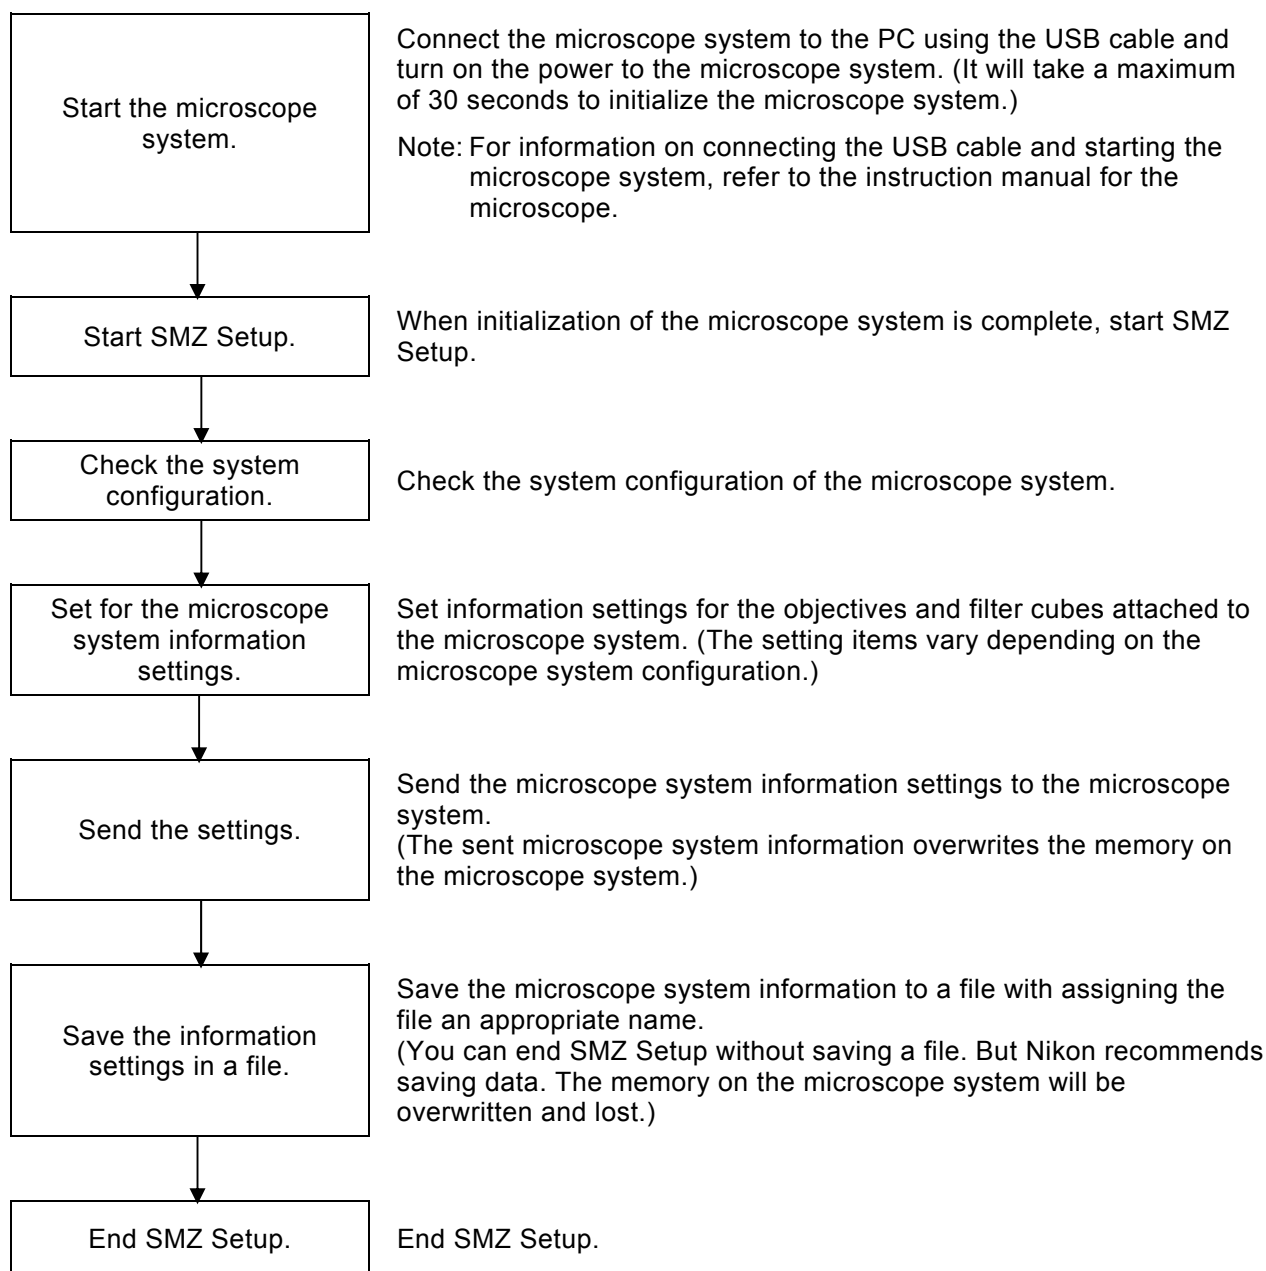 Start the microscope
system.
Connect the microscope system to the PC using the USB cable and
turn on the power to the microscope system. (It will take a maximum
of 30 seconds to initialize the microscope system.)
Note: For information on connecting the USB cable and starting the
microscope system, refer to the instruction manual for the
microscope.
Start SMZ Setup.
When initialization of the microscope system is complete, start SMZ
Setup.
Check the system
configuration.
Check the system configuration of the microscope system.
Set for the microscope
system information
settings.
Set information settings for the objectives and filter cubes attached to
the microscope system. (The setting items vary depending on the
microscope system configuration.)
Send the settings.
Send the microscope system information settings to the microscope
system.
(The sent microscope system information overwrites the memory on
the microscope system.)
Save the information
settings in a file.
Save the microscope system information to a file with assigning the
file an appropriate name.
(You can end SMZ Setup without saving a file. But Nikon recommends
saving data. The memory on the microscope system will be
overwritten and lost.)
End SMZ Setup.
End SMZ Setup.